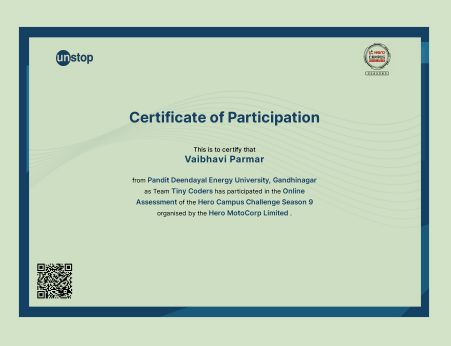 unstop
Hero
CAMPUS
Certificate of Participation
This is to certify that
Vaibhavi Parmar
from Pandit Deendayal Energy University, Gandhinagar
as Team Tiny Coders has participated in the Online
Assessment of the Hero Campus Challenge Season 9
organised by the Hero MotoCorp Limited .